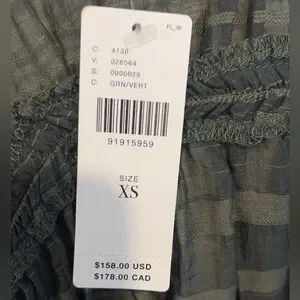 FL_36
C: 4130
V: 026564
S: 0000029
C: GRN/VERT
91915959
SIZE
XS
$158.00 USD
$178.00 CAD